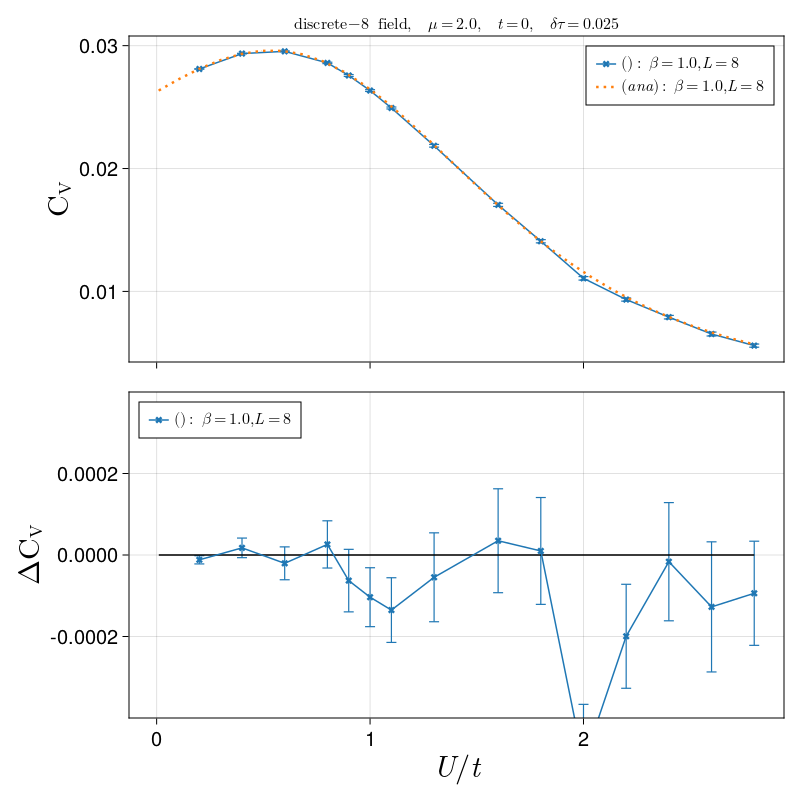 discrete−8 field, μ = 2.0, t = 0, δτ = 0.025
0.03
0.02
0.01
C_V
() : β = 1.0, L = 8
(ana) : β = 1.0, L = 8
() : β = 1.0, L = 8
0.0002
0.0000
-0.0002
ΔC_V
0 1 2
U/t